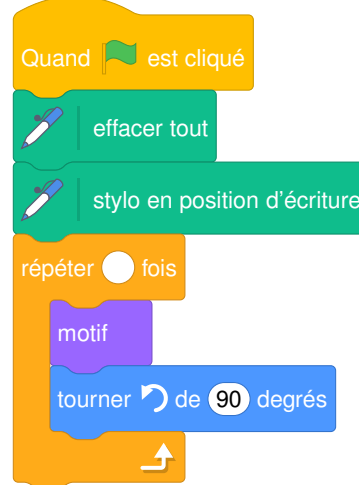 Quand est cliqué
effacer tout
stylo en position d’écriture
répéter fois
motif
tourner de 90 degrés